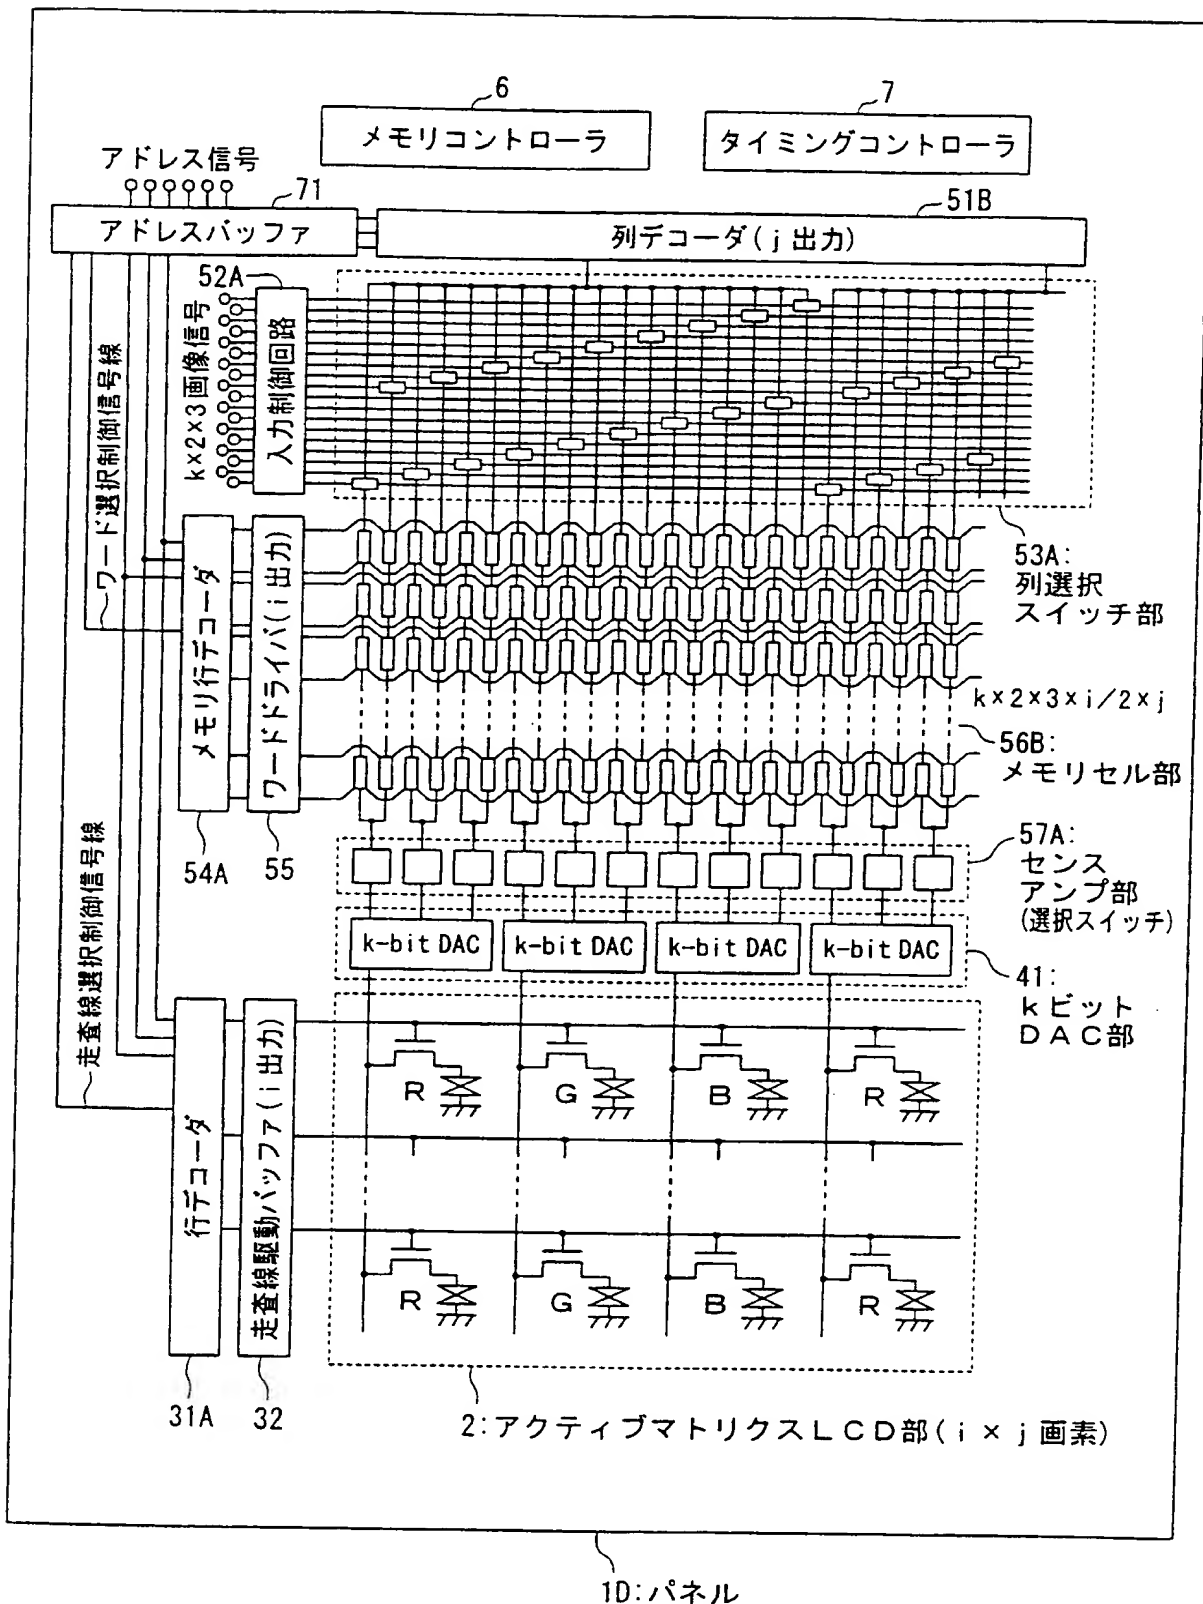 6
メモリコントローラ
7
タイミングコントローラ
アドレス信号
71
アドレスバッファ
51B
列デコーダ(j出力)
52A
k×2×3画像信号
入力制御回路
ワード選択制御信号線
53A:
列選択
スイッチ部
メモリ行デコーダ
ワードドライバ(i出力)
k×2×3×i/2×j
56B:
メモリセル部
54A
55
57A:
センス
アンプ部
(選択スイッチ)
k-bit DAC
k-bit DAC
k-bit DAC
k-bit DAC
41:
kビット
DAC部
走査線選択制御信号線
行デコーダ
走査線駆動バッファ(i出力)
R
G
B
R
R
G
B
R
31A
32
2:アクティブマトリクスLCD部(i×j画素)
1D:パネル